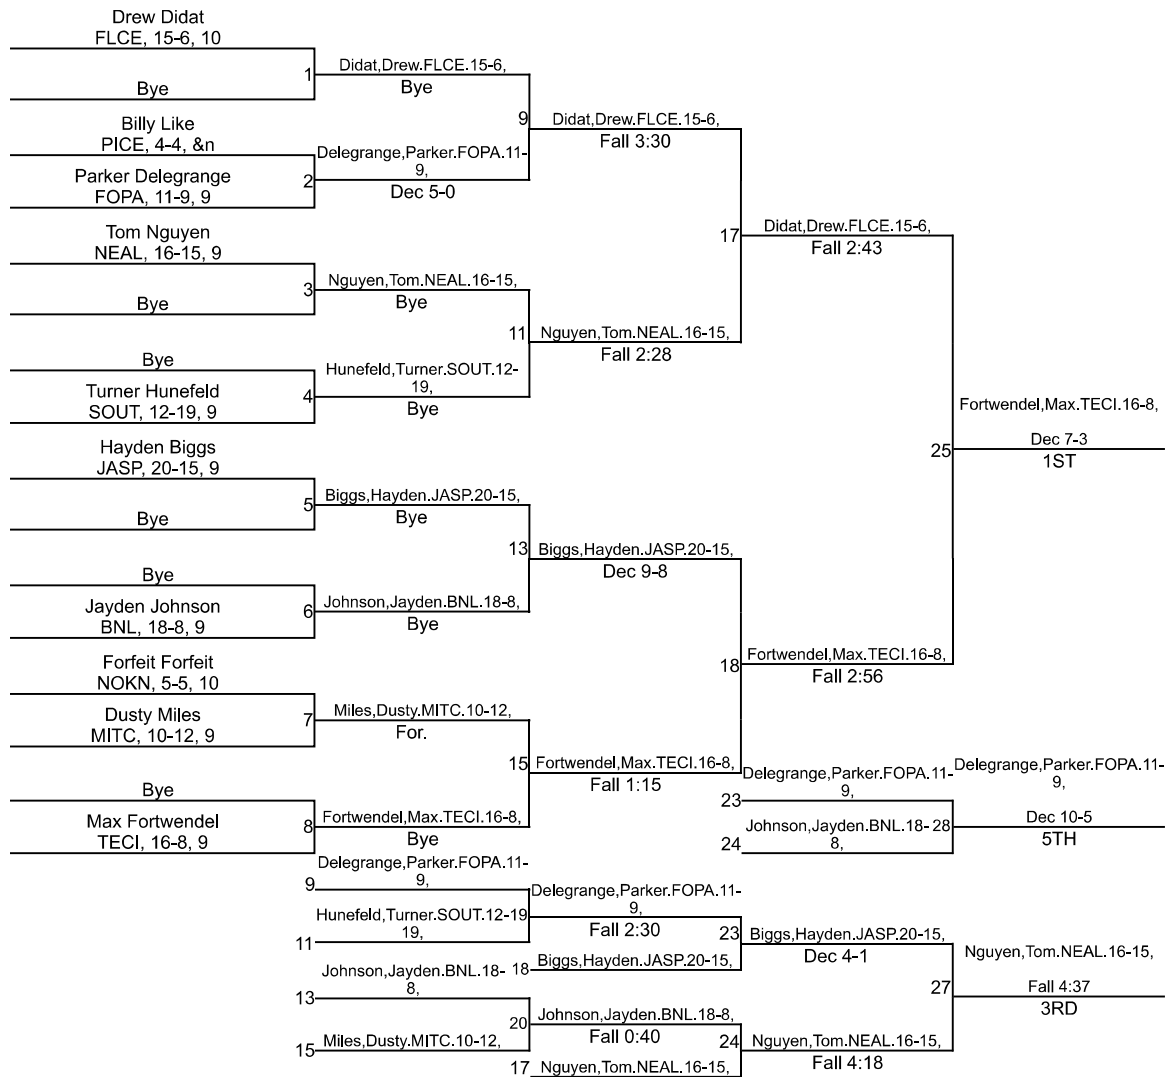 Drew Didat
FLCE, 15-6, 10
1
Didat,Drew.FLCE.15-6,
Bye
Bye
9
Didat,Drew.FLCE.15-6,
Fall 3:30
Billy Like
PICE, 4-4, &n
2
Delegrange,Parker.FOPA.11-
9,
Dec 5-0
Parker Delegrange
FOPA, 11-9, 9
17
Didat,Drew.FLCE.15-6,
Fall 2:43
Tom Nguyen
NEAL, 16-15, 9
3
Nguyen,Tom.NEAL.16-15,
Bye
Bye
11
Nguyen,Tom.NEAL.16-15,
Fall 2:28
Bye
4
Hunefeld,Turner.SOUT.12-
19,
Bye
Turner Hunefeld
SOUT, 12-19, 9
25
Fortwendel,Max.TECI.16-8,
Dec 7-3
1ST
Hayden Biggs
JASP, 20-15, 9
5
Biggs,Hayden.JASP.20-15,
Bye
Bye
13
Biggs,Hayden.JASP.20-15,
Dec 9-8
Bye
6
Johnson,Jayden.BNL.18-8,
Bye
Jayden Johnson
BNL, 18-8, 9
18
Fortwendel,Max.TECI.16-8,
Fall 2:56
Forfeit Forfeit
NOKN, 5-5, 10
7
Miles,Dusty.MITC.10-12,
For.
Dusty Miles
MITC, 10-12, 9
15
Fortwendel,Max.TECI.16-8,
Fall 1:15
Bye
8
Fortwendel,Max.TECI.16-8,
Bye
Max Fortwendel
TECI, 16-8, 9
23
Delegrange,Parker.FOPA.11-
9,
24
Johnson,Jayden.BNL.18-
8,
28
Delegrange,Parker.FOPA.11-
9,
Dec 10-5
5TH
9
Delegrange,Parker.FOPA.11-
9,
11
Hunefeld,Turner.SOUT.12-
19,
19
Delegrange,Parker.FOPA.11-
9,
Fall 2:30
18
Biggs,Hayden.JASP.20-15,
23
Biggs,Hayden.JASP.20-15,
Dec 4-1
13
Johnson,Jayden.BNL.18-
8,
15
Miles,Dusty.MITC.10-12,
20
Johnson,Jayden.BNL.18-8,
Fall 0:40
17
Nguyen,Tom.NEAL.16-15,
24
Nguyen,Tom.NEAL.16-15,
Fall 4:18
27
Nguyen,Tom.NEAL.16-15,
Fall 4:37
3RD